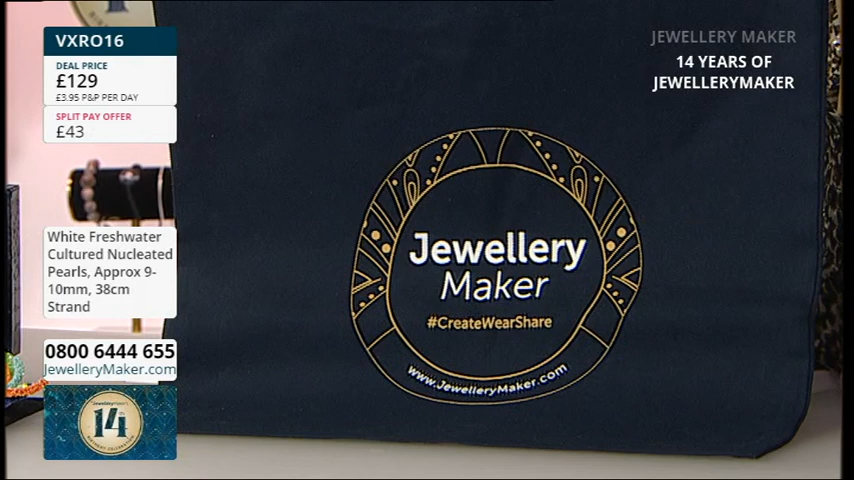 VXRO16
DEAL PRICE
£129
£3.95 P&P PER DAY
SPLIT PAY OFFER
£43
White Freshwater
Cultured Nucleated
Pearls, Approx 9-
10mm, 38cm
Strand
0800 6444 655
JewelleryMaker.com
14
JEWELLERY MAKER
14 YEARS OF
JEWELLERYMAKER
Jewellery
Maker
#CreateWearShare
www.JewelleryMaker.com